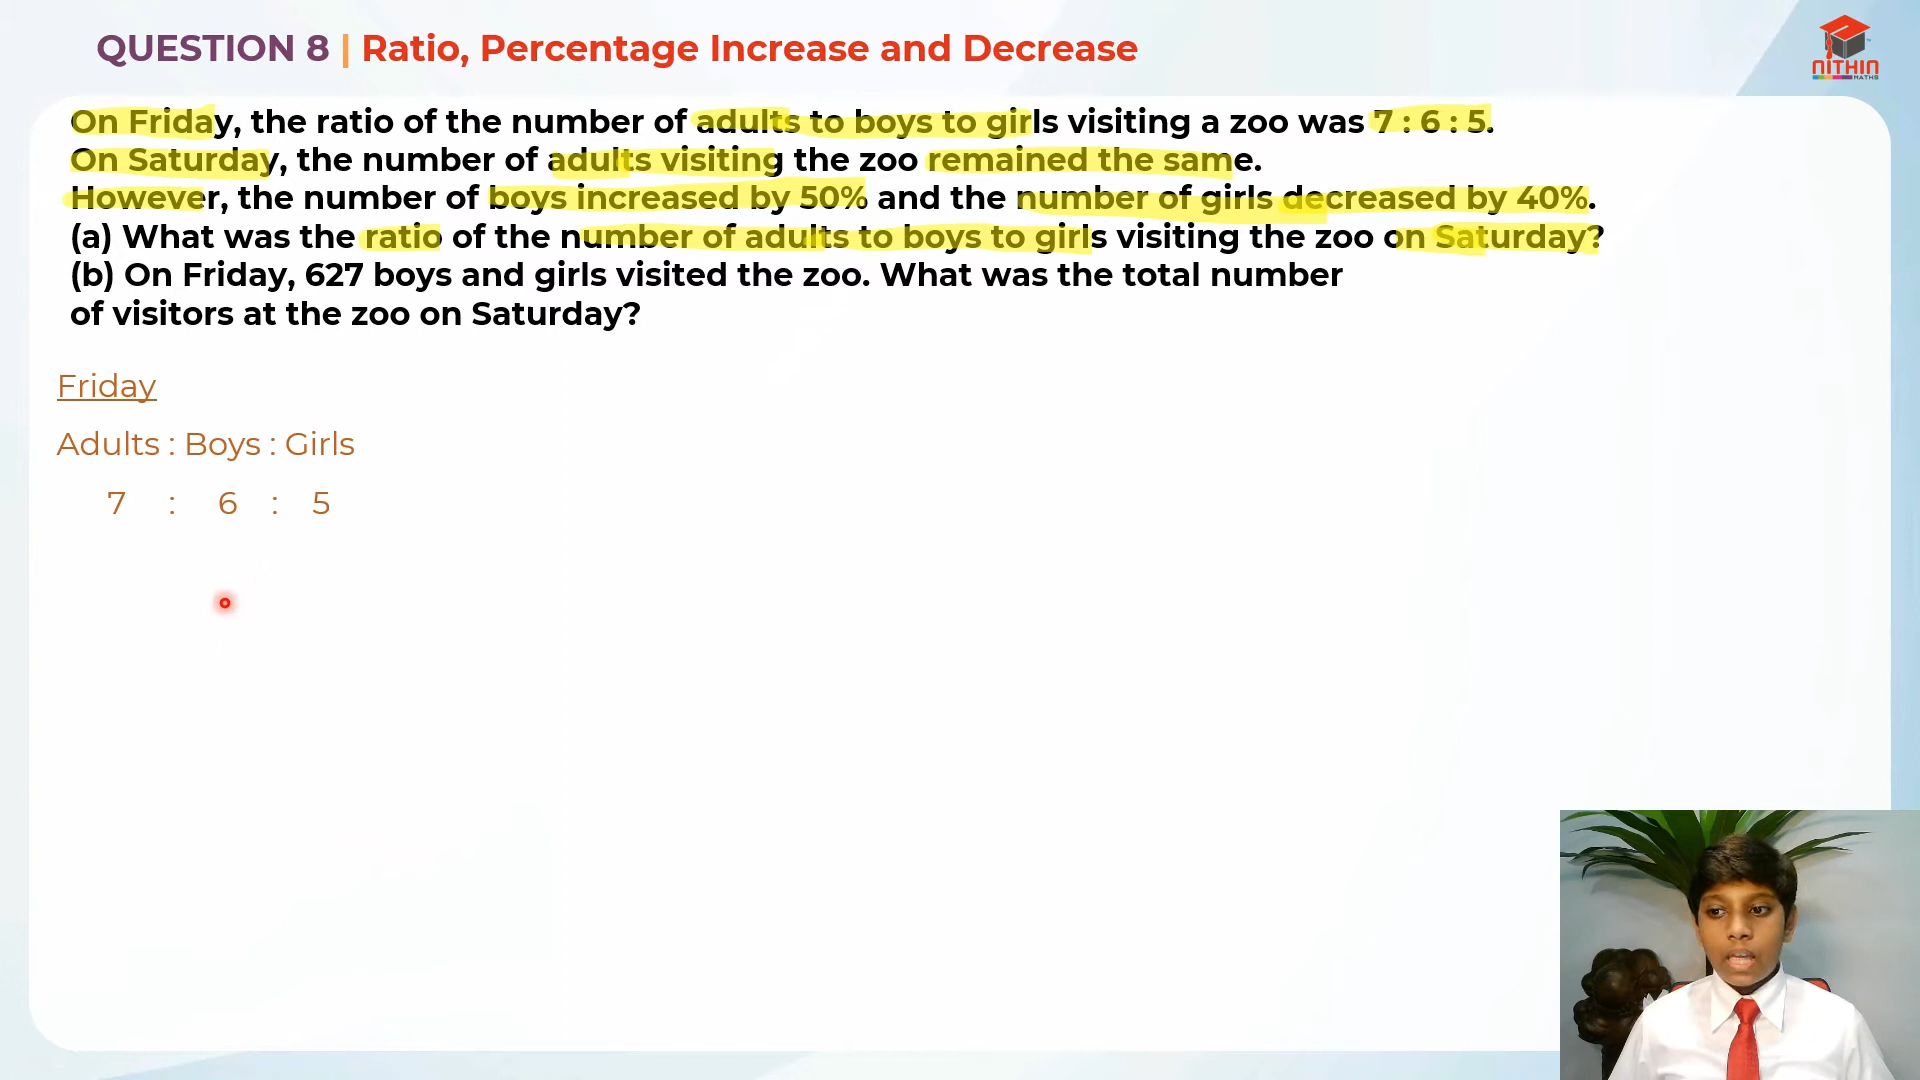 QUESTION 8 | Ratio, Percentage Increase and Decrease
NITHIN
MATHS
On Friday, the ratio of the number of adults to boys to girls visiting a zoo was 7 : 6 : 5.
On Saturday, the number of adults visiting the zoo remained the same.
However, the number of boys increased by 50% and the number of girls decreased by 40%.
(a) What was the ratio of the number of adults to boys to girls visiting the zoo on Saturday?
(b) On Friday, 627 boys and girls visited the zoo. What was the total number
of visitors at the zoo on Saturday?
Friday
Adults : Boys : Girls
7 : 6 : 5